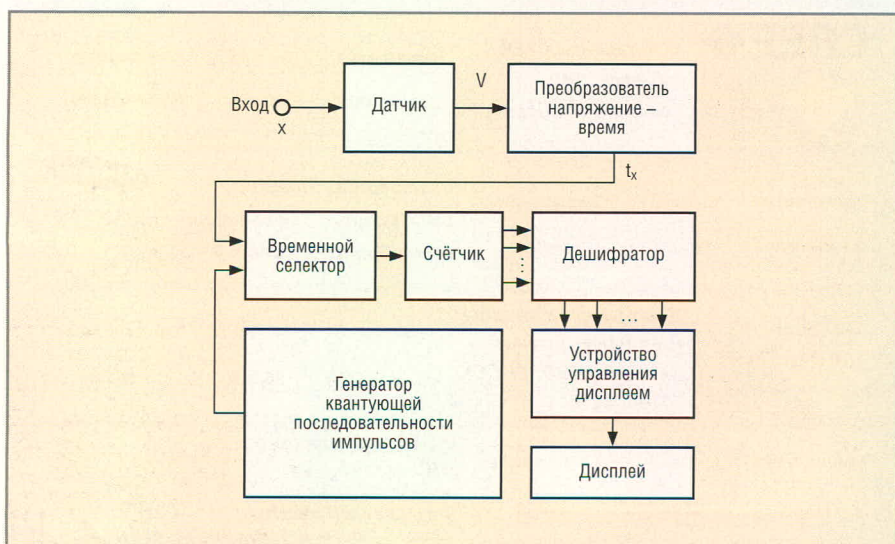 Вход
x
Датчик
V
Преобразователь
напряжение –
время
tx
Временной
селектор
Счётчик
...
Дешифратор
...
Генератор
квантующей
последовательности
импульсов
Устройство
управления
дисплеем
Дисплей